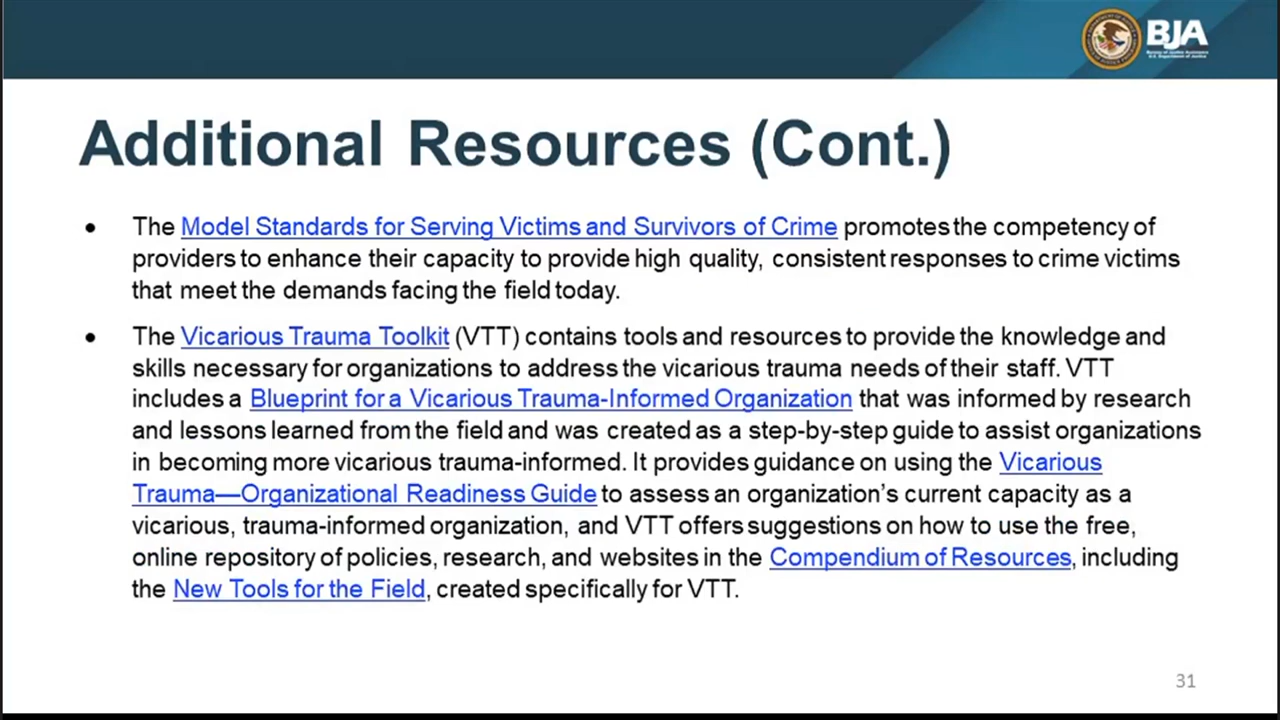 BJA
Bureau of Justice Assistance
U.S. Department of Justice
Additional Resources (Cont.)
• The Model Standards for Serving Victims and Survivors of Crime promotes the competency of
providers to enhance their capacity to provide high quality, consistent responses to crime victims
that meet the demands facing the field today.
• The Vicarious Trauma Toolkit (VTT) contains tools and resources to provide the knowledge and
skills necessary for organizations to address the vicarious trauma needs of their staff. VTT
includes a Blueprint for a Vicarious Trauma-Informed Organization that was informed by research
and lessons learned from the field and was created as a step-by-step guide to assist organizations
in becoming more vicarious trauma-informed. It provides guidance on using the Vicarious
Trauma—Organizational Readiness Guide to assess an organization’s current capacity as a
vicarious, trauma-informed organization, and VTT offers suggestions on how to use the free,
online repository of policies, research, and websites in the Compendium of Resources, including
the New Tools for the Field, created specifically for VTT.
31